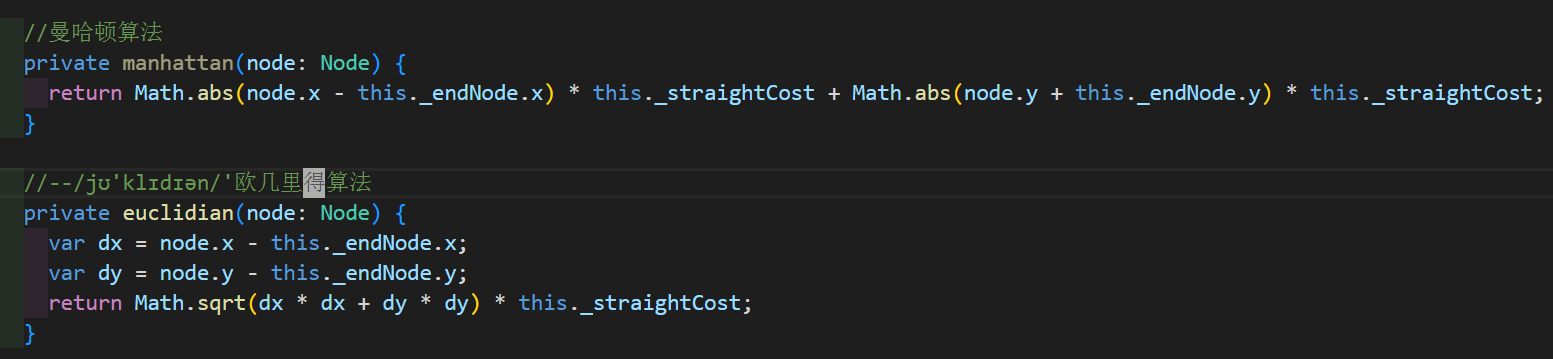 //曼哈顿算法
private manhattan(node: Node) {
  return Math.abs(node.x - this._endNode.x) * this._straightCost + Math.abs(node.y + this._endNode.y) * this._straightCost;
}
//--/jʊ'klɪdɪən/'欧几里得算法
private euclidian(node: Node) {
  var dx = node.x - this._endNode.x;
  var dy = node.y - this._endNode.y;
  return Math.sqrt(dx * dx + dy * dy) * this._straightCost;
}